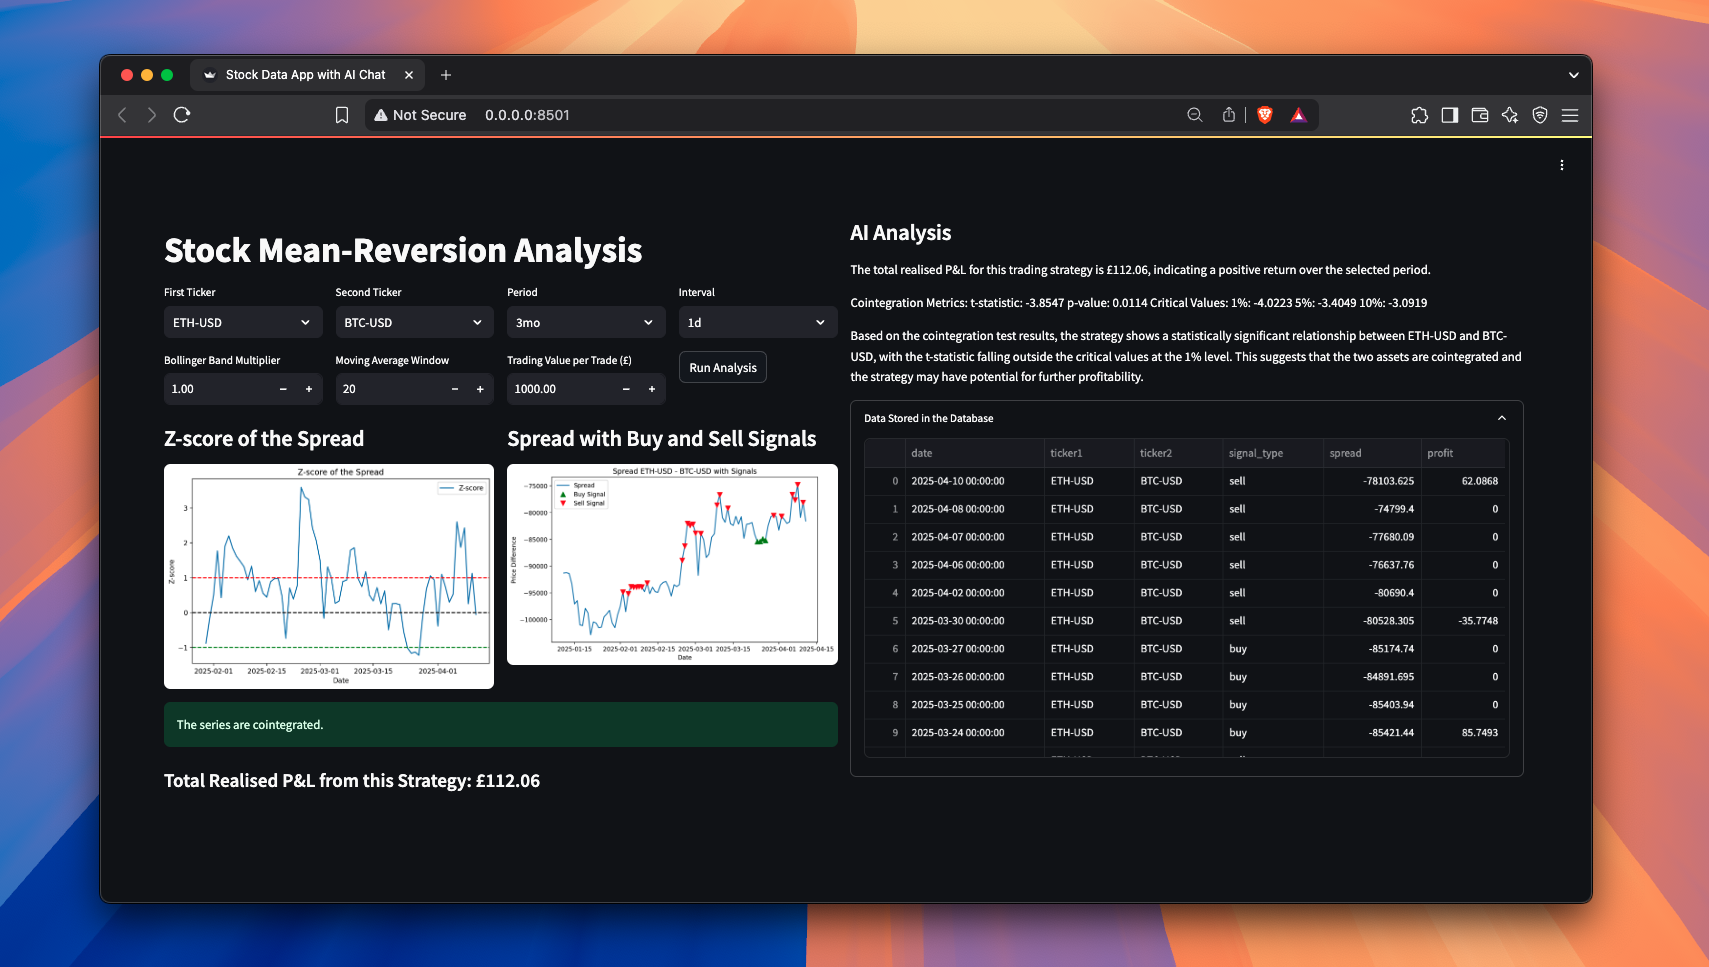 Stock Data App with AI Chat
Not Secure 0.0.0.0:8501
Stock Mean-Reversion Analysis
First Ticker Second Ticker Period Interval
ETH-USD BTC-USD 3mo 1d
Bollinger Band Multiplier Moving Average Window Trading Value per Trade (£)
1.00 − + 20 − + 1000.00 − + Run Analysis
Z-score of the Spread
Z-score of the Spread
Z-score
3
2
1
0
−1
Z-score
2025-02-01 2025-02-15 2025-03-01 2025-03-15 2025-04-01
Date
Spread with Buy and Sell Signals
Spread ETH-USD - BTC-USD with Signals
Spread
Buy Signal
Sell Signal
−75000
−80000
−85000
−90000
−95000
−100000
Price Difference
2025-01-15 2025-02-01 2025-02-15 2025-03-01 2025-03-15 2025-04-01 2025-04-15
Date
The series are cointegrated.
Total Realised P&L from this Strategy: £112.06
AI Analysis
The total realised P&L for this trading strategy is £112.06, indicating a positive return over the selected period.
Cointegration Metrics: t-statistic: -3.8547 p-value: 0.0114 Critical Values: 1%: -4.0223 5%: -3.4049 10%: -3.0919
Based on the cointegration test results, the strategy shows a statistically significant relationship between ETH-USD and BTC-
USD, with the t-statistic falling outside the critical values at the 1% level. This suggests that the two assets are cointegrated and
the strategy may have potential for further profitability.
Data Stored in the Database
date ticker1 ticker2 signal_type spread profit
0 2025-04-10 00:00:00 ETH-USD BTC-USD sell -78103.625 62.0868
1 2025-04-08 00:00:00 ETH-USD BTC-USD sell -74799.4 0
2 2025-04-07 00:00:00 ETH-USD BTC-USD sell -77680.09 0
3 2025-04-06 00:00:00 ETH-USD BTC-USD sell -76637.76 0
4 2025-04-02 00:00:00 ETH-USD BTC-USD sell -80690.4 0
5 2025-03-30 00:00:00 ETH-USD BTC-USD sell -80528.305 -35.7748
6 2025-03-27 00:00:00 ETH-USD BTC-USD buy -85174.74 0
7 2025-03-26 00:00:00 ETH-USD BTC-USD buy -84891.695 0
8 2025-03-25 00:00:00 ETH-USD BTC-USD buy -85403.94 0
9 2025-03-24 00:00:00 ETH-USD BTC-USD buy -85421.44 85.7493